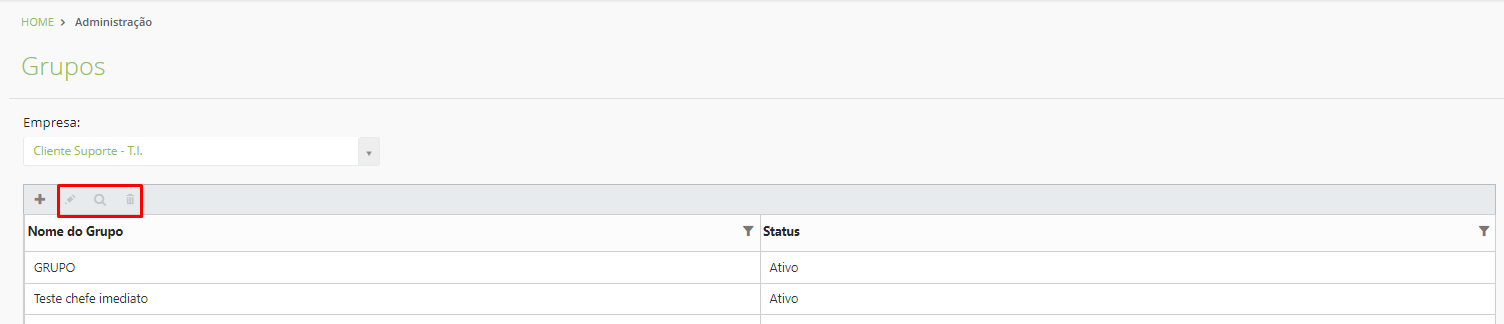 HOME > Administração
Grupos
Empresa:
Cliente Suporte - T.I.
Nome do Grupo Status
GRUPO Ativo
Teste chefe imediato Ativo